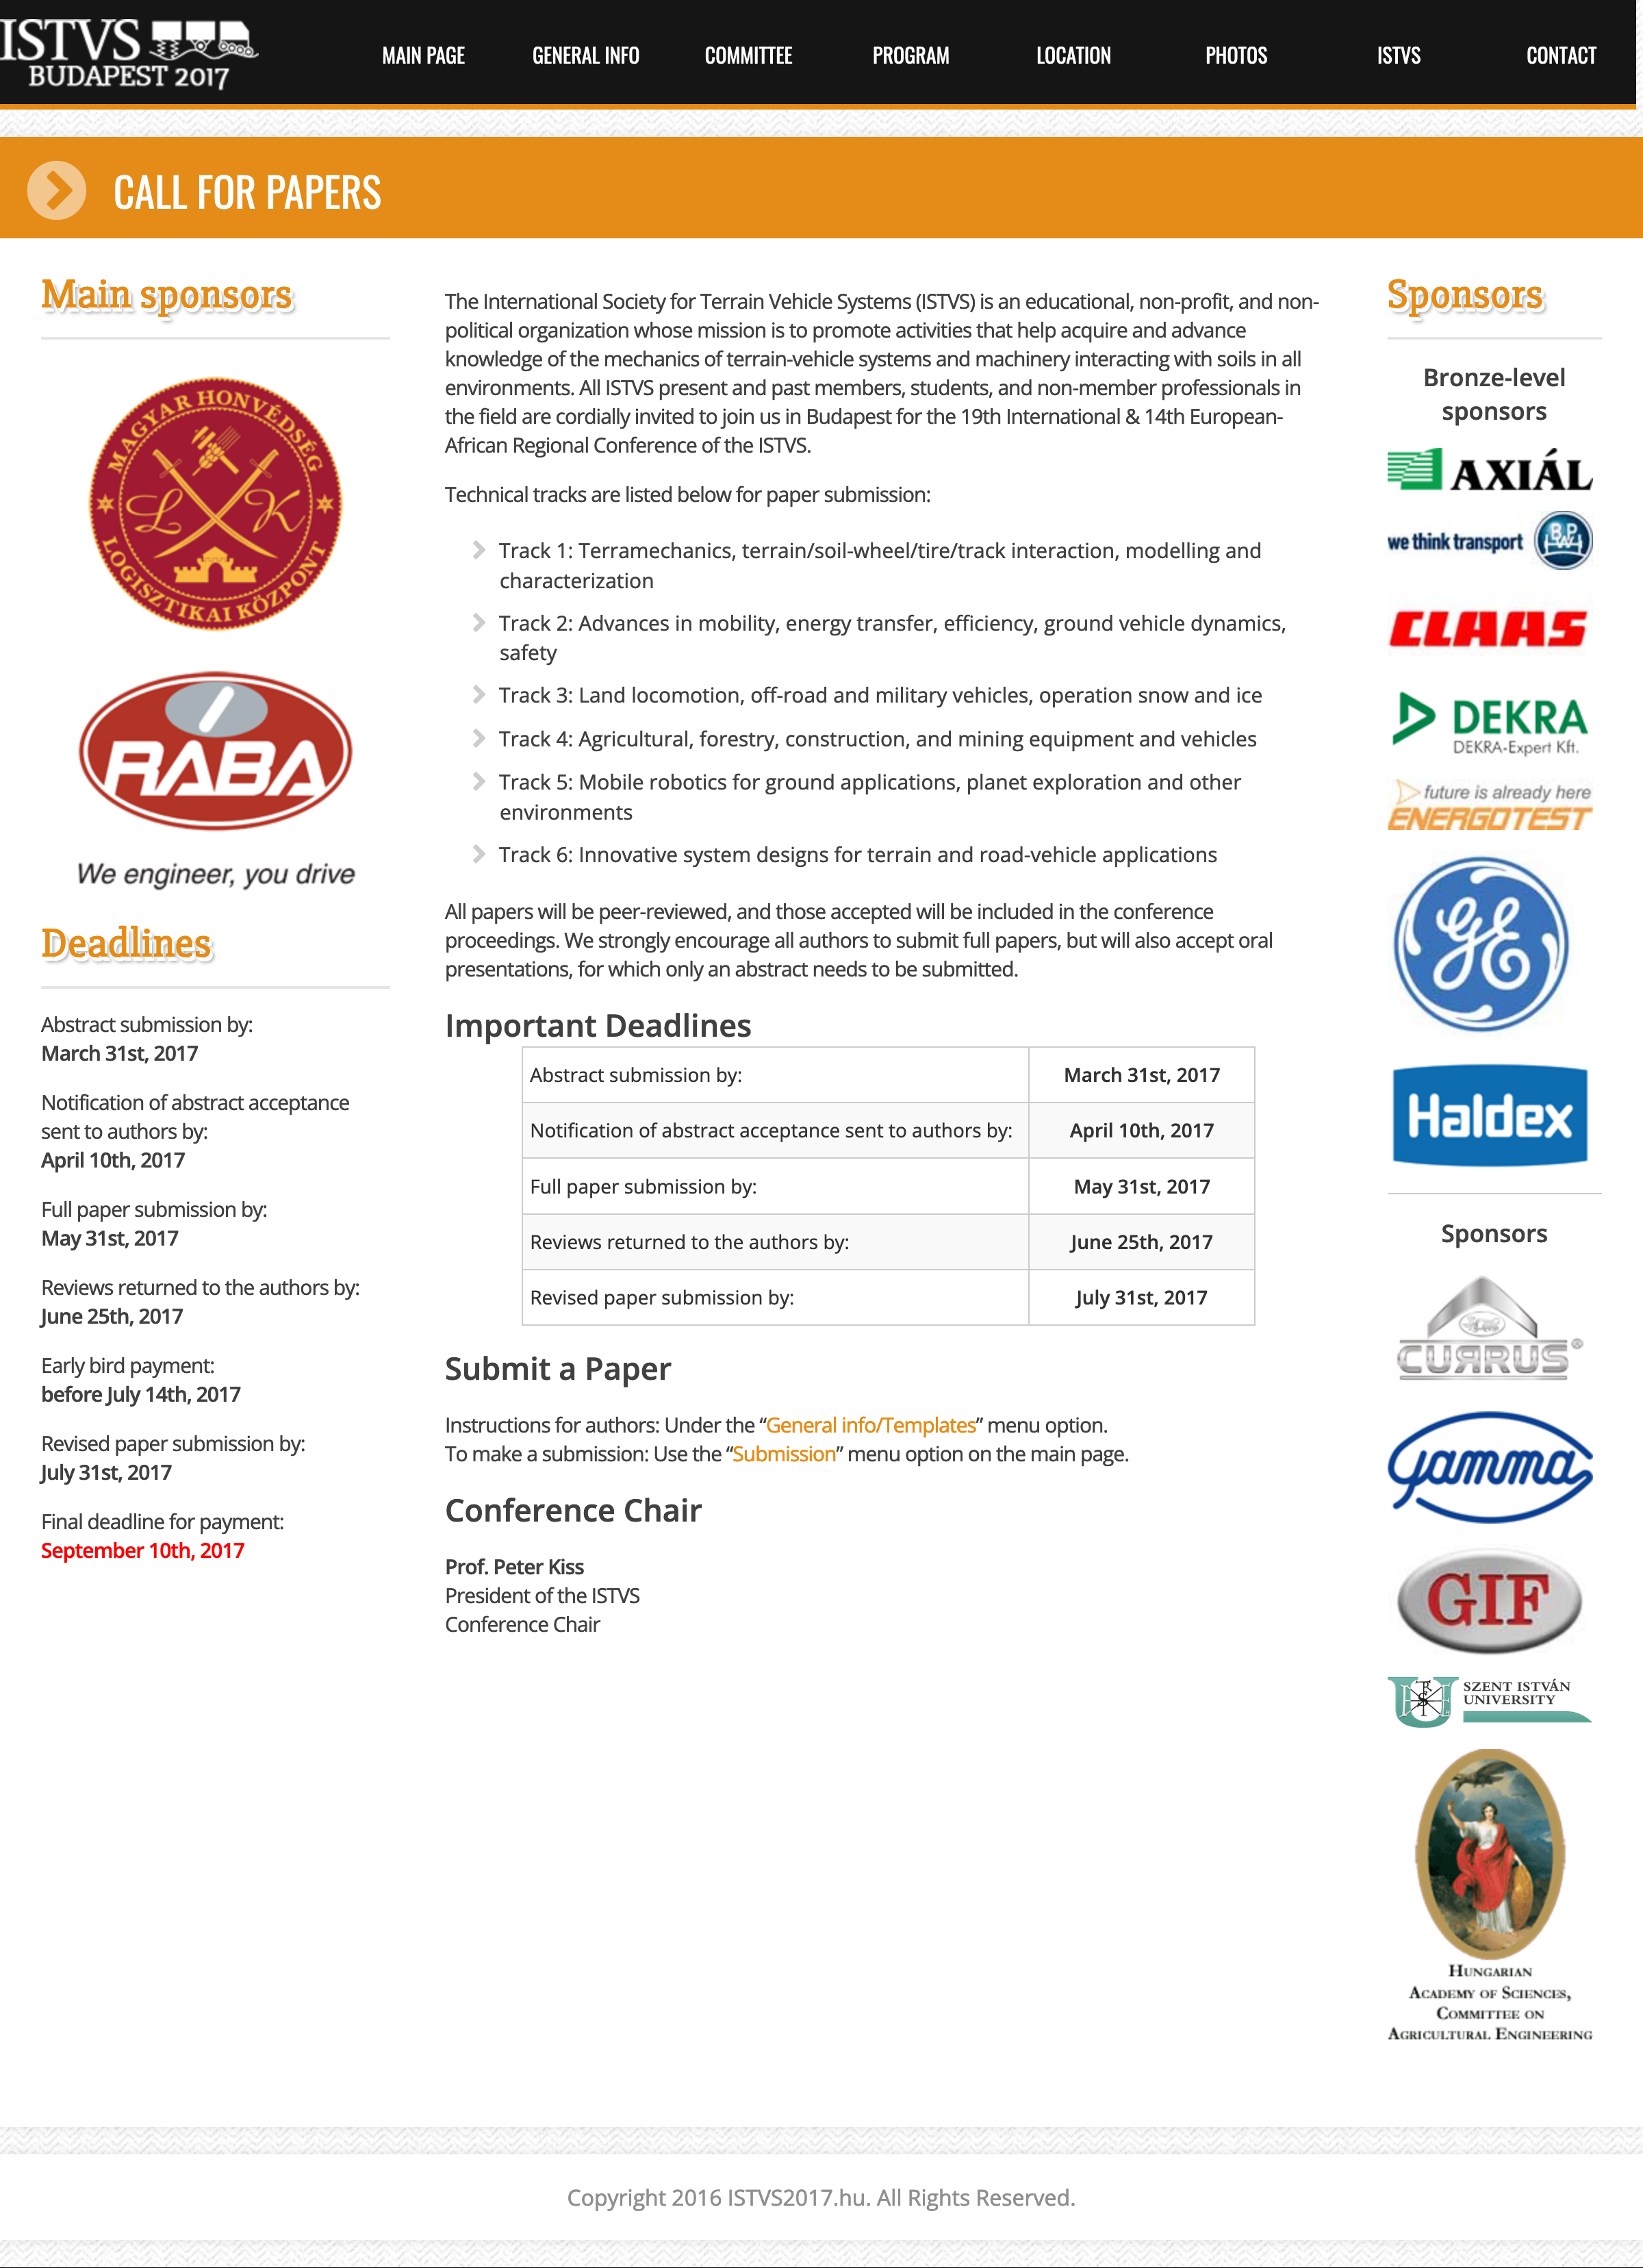 ISTVS
BUDAPEST 2017
MAIN PAGE
GENERAL INFO
COMMITTEE
PROGRAM
LOCATION
PHOTOS
ISTVS
CONTACT
CALL FOR PAPERS
Main sponsors
MAGYAR HONVÉDSÉG
L K
LOGISZTIKAI KÖZPONT
RÁBA
We engineer, you drive
Deadlines
Abstract submission by:
March 31st, 2017
Notification of abstract acceptance
sent to authors by:
April 10th, 2017
Full paper submission by:
May 31st, 2017
Reviews returned to the authors by:
June 25th, 2017
Early bird payment:
before July 14th, 2017
Revised paper submission by:
July 31st, 2017
Final deadline for payment:
September 10th, 2017
The International Society for Terrain Vehicle Systems (ISTVS) is an educational, non-profit, and non-
political organization whose mission is to promote activities that help acquire and advance
knowledge of the mechanics of terrain-vehicle systems and machinery interacting with soils in all
environments. All ISTVS present and past members, students, and non-member professionals in
the field are cordially invited to join us in Budapest for the 19th International & 14th European-
African Regional Conference of the ISTVS.
Technical tracks are listed below for paper submission:
Track 1: Terramechanics, terrain/soil-wheel/tire/track interaction, modelling and
characterization
Track 2: Advances in mobility, energy transfer, efficiency, ground vehicle dynamics,
safety
Track 3: Land locomotion, off-road and military vehicles, operation snow and ice
Track 4: Agricultural, forestry, construction, and mining equipment and vehicles
Track 5: Mobile robotics for ground applications, planet exploration and other
environments
Track 6: Innovative system designs for terrain and road-vehicle applications
All papers will be peer-reviewed, and those accepted will be included in the conference
proceedings. We strongly encourage all authors to submit full papers, but will also accept oral
presentations, for which only an abstract needs to be submitted.
Important Deadlines
Abstract submission by: March 31st, 2017
Notification of abstract acceptance sent to authors by: April 10th, 2017
Full paper submission by: May 31st, 2017
Reviews returned to the authors by: June 25th, 2017
Revised paper submission by: July 31st, 2017
Submit a Paper
Instructions for authors: Under the “General info/Templates” menu option.
To make a submission: Use the “Submission” menu option on the main page.
Conference Chair
Prof. Peter Kiss
President of the ISTVS
Conference Chair
Sponsors
Bronze-level
sponsors
AXIÁL
we think transport BPW
CLAAS
DEKRA
DEKRA-Expert Kft.
future is already here
ENERGOTEST
GE
Haldex
Sponsors
CURRUS®
gamma
GIF
SZENT ISTVÁN
UNIVERSITY
HUNGARIAN
ACADEMY OF SCIENCES,
COMMITTEE ON
AGRICULTURAL ENGINEERING
Copyright 2016 ISTVS2017.hu. All Rights Reserved.